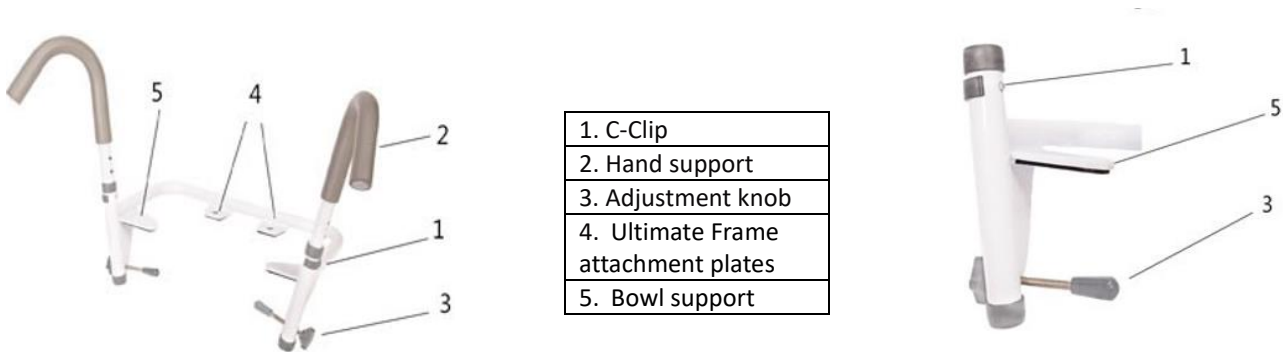 5
4
2
1
3
1. C-Clip
2. Hand support
3. Adjustment knob
4. Ultimate Frame
attachment plates
5. Bowl support
1
5
3